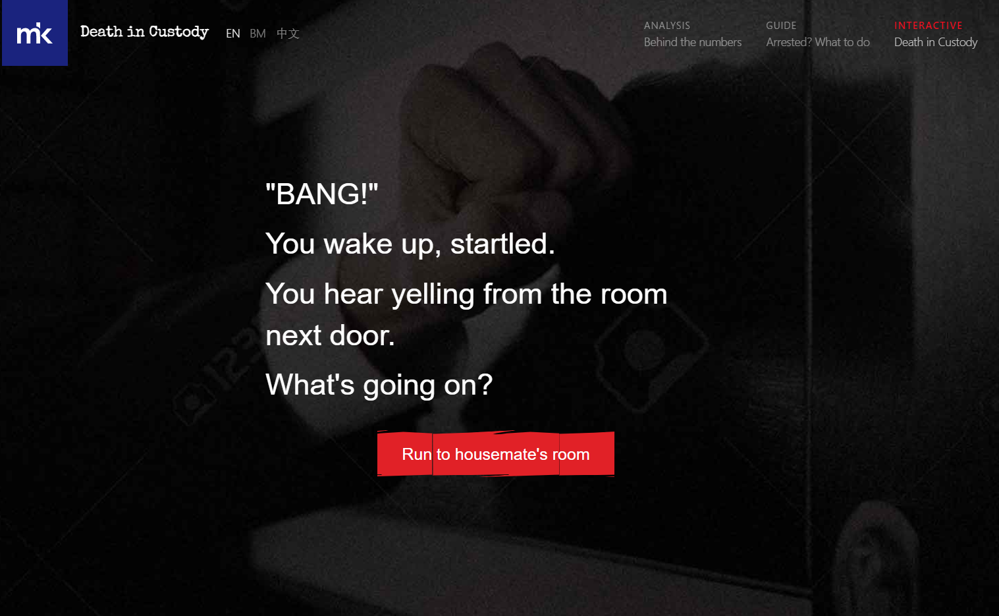 mk
Death in Custody
EN BM 中文
ANALYSIS
Behind the numbers
GUIDE
Arrested? What to do
INTERACTIVE
Death in Custody
"BANG!"
You wake up, startled.
You hear yelling from the room
next door.
What's going on?
123
Run to housemate's room